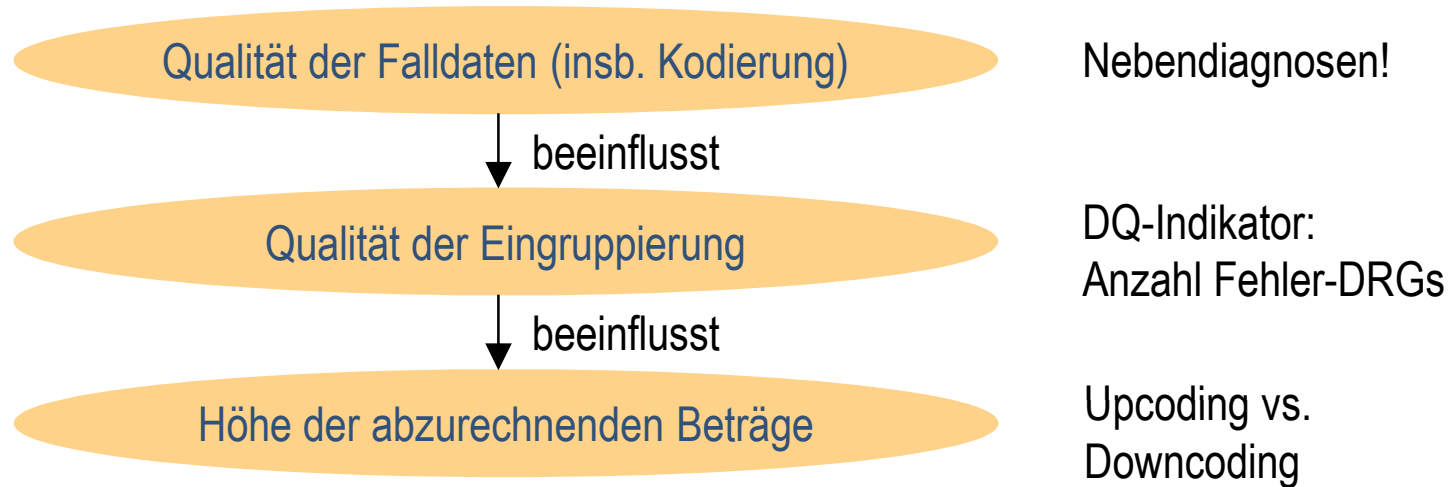 Qualität der Falldaten (insb. Kodierung)
Nebendiagnosen!
beeinflusst
Qualität der Eingruppierung
DQ-Indikator:
Anzahl Fehler-DRGs
beeinflusst
Höhe der abzurechnenden Beträge
Upcoding vs.
Downcoding